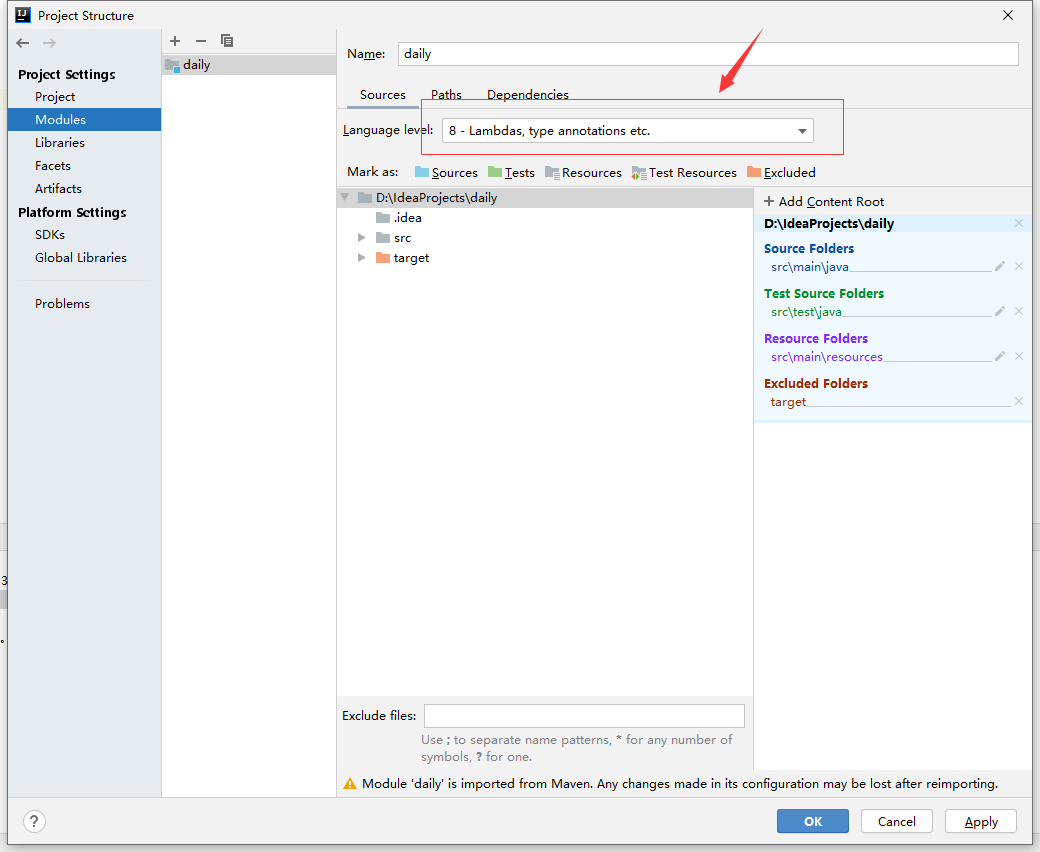 Project Structure
Project Settings
Project
Modules
Libraries
Facets
Artifacts
Platform Settings
SDKs
Global Libraries
Problems
daily
Name: daily
Sources Paths Dependencies
Language level: 8 - Lambdas, type annotations etc.
Mark as: Sources Tests Resources Test Resources Excluded
D:\IdeaProjects\daily
.idea
src
target
+ Add Content Root
D:\IdeaProjects\daily
Source Folders
src\main\java
Test Source Folders
src\test\java
Resource Folders
src\main\resources
Excluded Folders
target
Exclude files:
Use ; to separate name patterns, * for any number of
symbols, ? for one.
Module 'daily' is imported from Maven. Any changes made in its configuration may be lost after reimporting.
? OK Cancel Apply